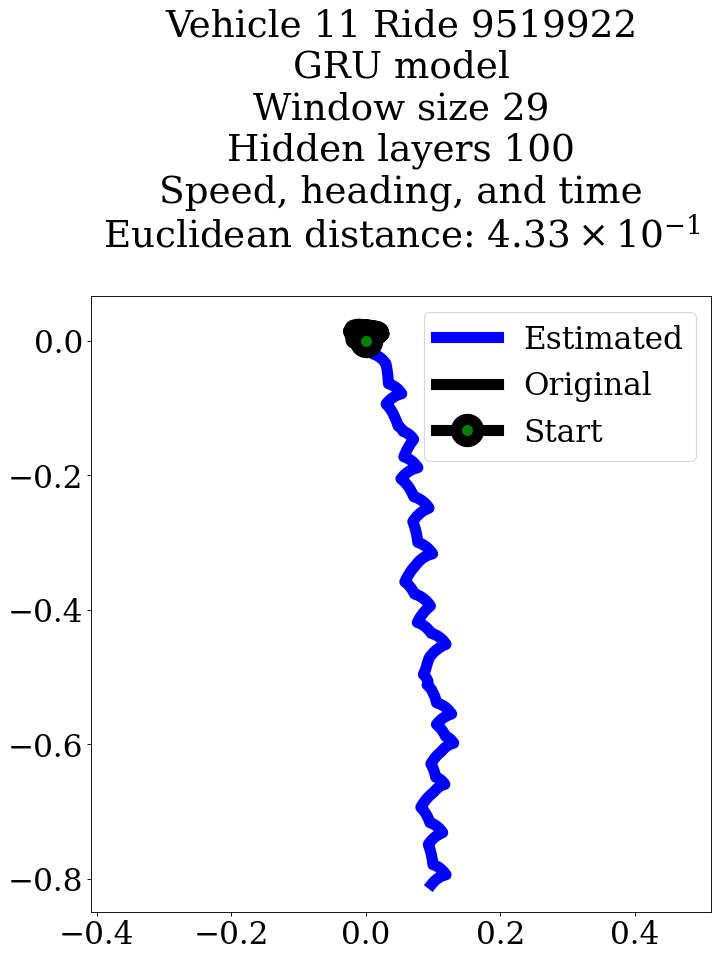 Vehicle 11 Ride 9519922
GRU model
Window size 29
Hidden layers 100
Speed, heading, and time
Euclidean distance: 4.33 × 10⁻¹
Estimated
Original
Start
0.0
−0.2
−0.4
−0.6
−0.8
−0.4 −0.2 0.0 0.2 0.4